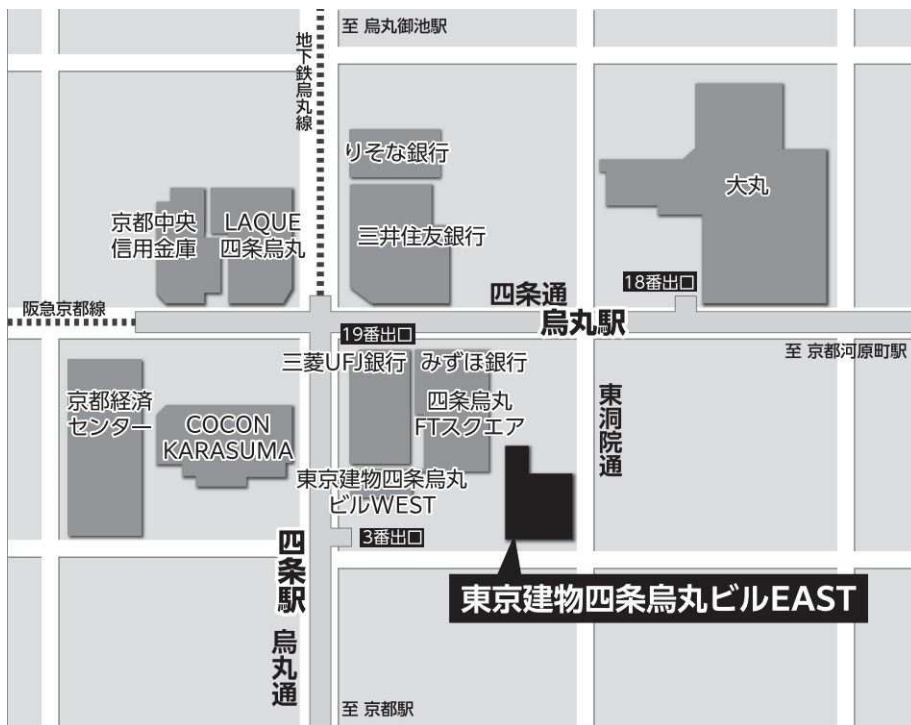 至 烏丸御池駅
地下鉄烏丸線
りそな銀行
大丸
京都中央
信用金庫
LAQUE
四条烏丸
三井住友銀行
18番出口
四条通
阪急京都線
烏丸駅
19番出口
至 京都河原町駅
三菱UFJ銀行
みずほ銀行
京都経済
センター
COCON
KARASUMA
四条烏丸
FTスクエア
東洞院通
東京建物四条烏丸
ビルWEST
3番出口
四条駅
烏丸通
東京建物四条烏丸ビルEAST
至 京都駅